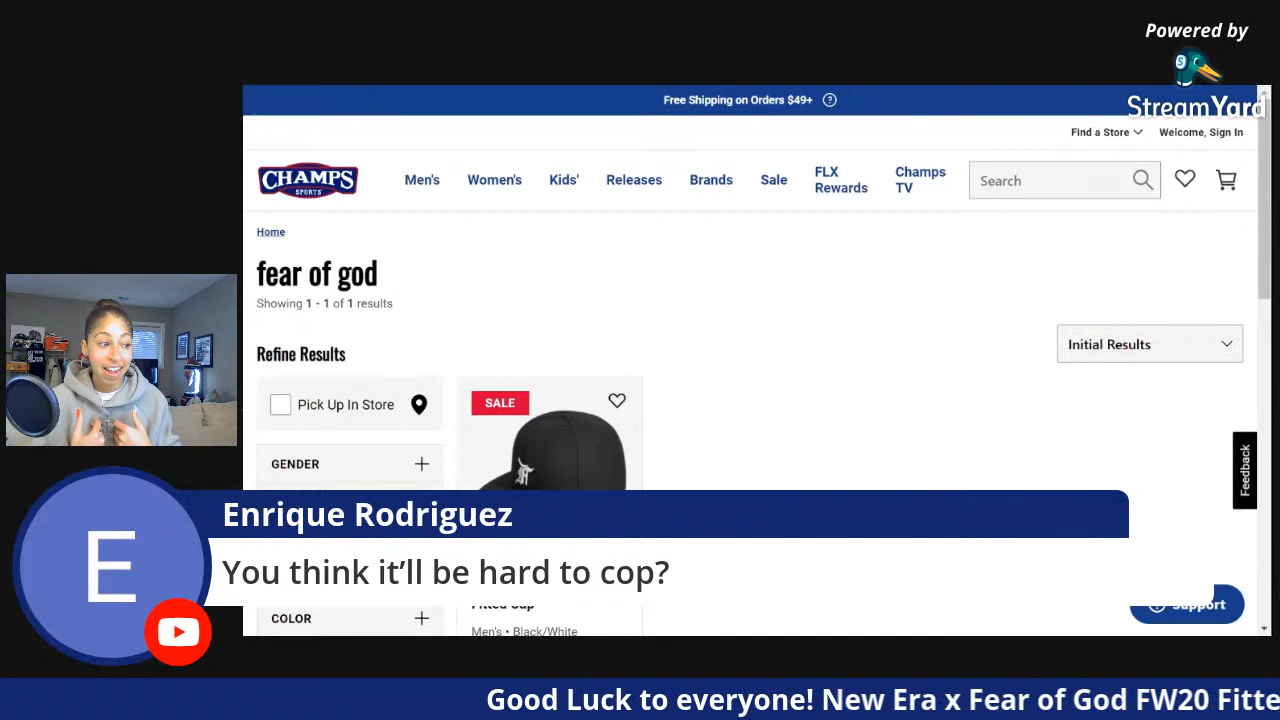 Powered by
StreamYard
Free Shipping on Orders $49+
Find a Store
Welcome, Sign In
CHAMPS
SPORTS
Men's
Women's
Kids'
Releases
Brands
Sale
FLX
Rewards
Champs
TV
Search
Home
fear of god
Showing 1 - 1 of 1 results
Refine Results
Initial Results
Pick Up In Store
SALE
GENDER
Feedback
Enrique Rodriguez
E
You think it’ll be hard to cop?
Fitted Cap
Support
COLOR
Men's • Black/White
Good Luck to everyone! New Era x Fear of God FW20 Fitte